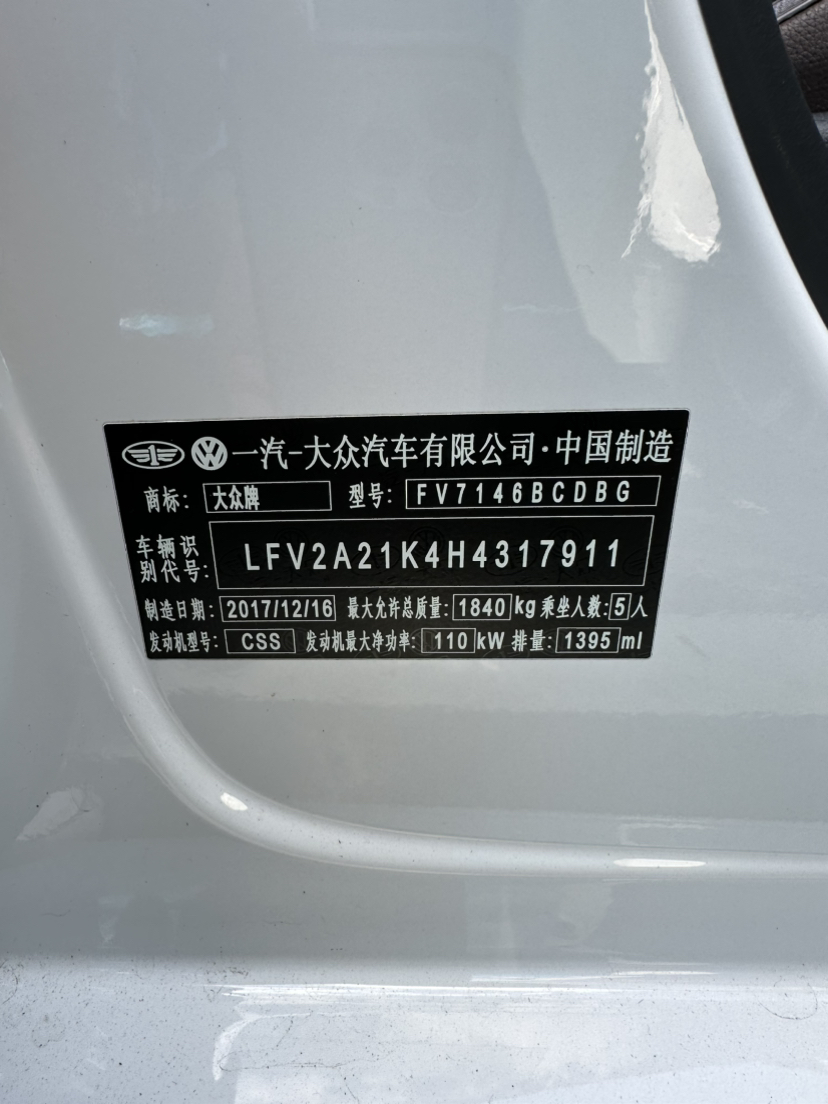 一汽-大众汽车有限公司·中国制造
商标: 大众牌 型号: FV7146BCDBG
车辆识别代号: LFV2A21K4H4317911
制造日期: 2017/12/16 最大允许总质量: 1840 kg 乘坐人数: 5 人
发动机型号: CSS 发动机最大净功率: 110 kW 排量: 1395 ml